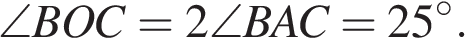 ∠BOC = 2∠BAC = 25°.